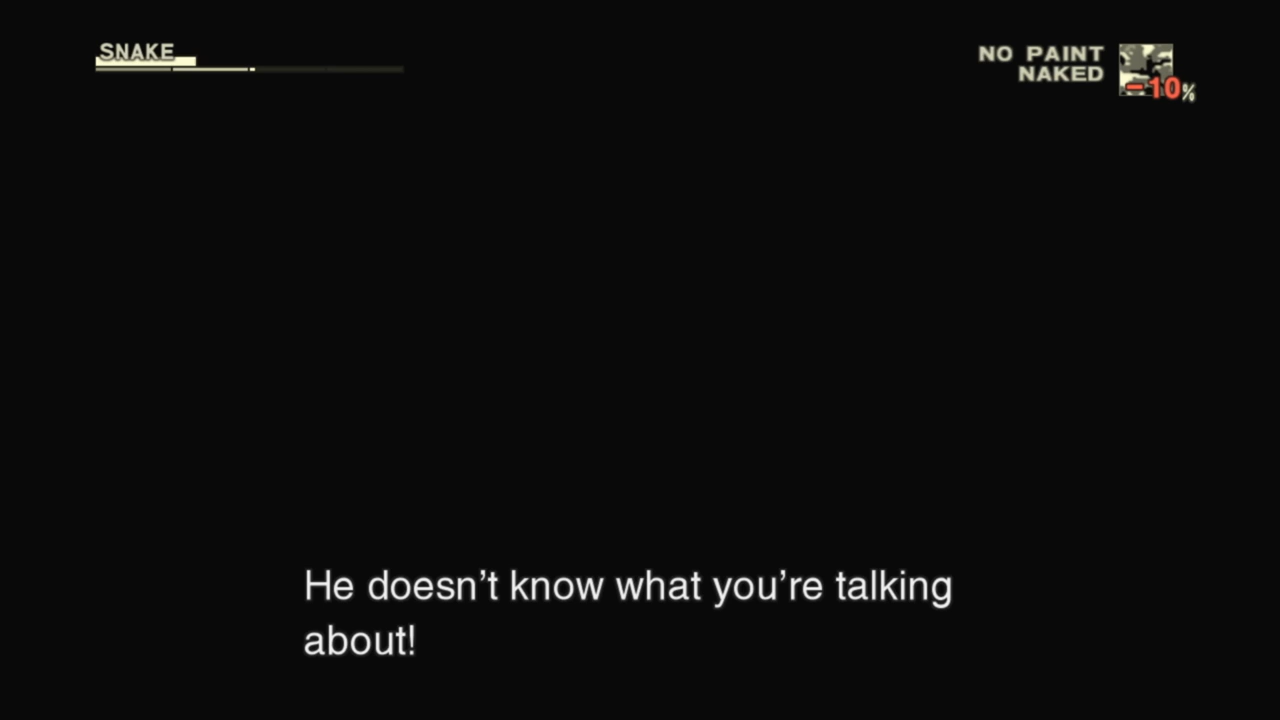 SNAKE
NO PAINT
NAKED
-10%
He doesn't know what you're talking
about!